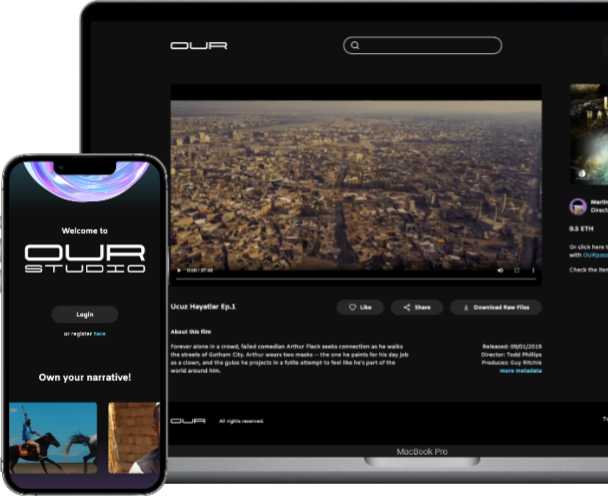 OUR
0:00 / 27:42
Ucuz Hayatlar Ep.1
Like
Share
Download Raw Files
About this film
Forever alone in a crowd, failed comedian Arthur Fleck seeks connection as he walks
the streets of Gotham City. Arthur wears two masks -- the one he paints for his day job
as a clown, and the guise he projects in a futile attempt to feel like he's part of the
world around him.
Released: 09/01/2019
Director: Todd Phillips
Produces: Guy Ritchie
more metadata
Martin
Direct
0.5 ETH
Or click here t
with OURpass
Check the iten
OUR
All rights reserved.
MacBook Pro
Welcome to
OUR
STUDIO
Login
or register here
Own your narrative!